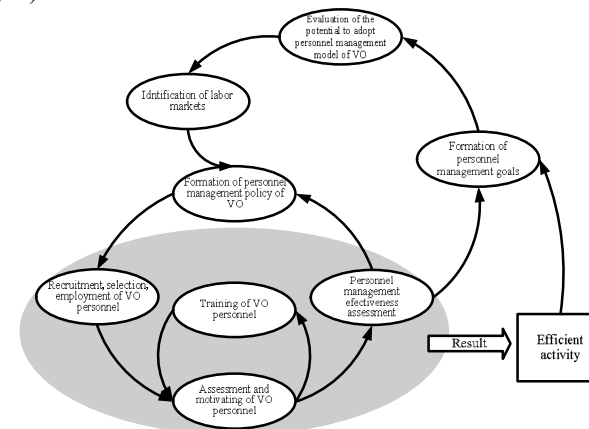 Evaluation of the
potential to adopt
personnel management
model of VO
Idntification of labor
markets
Formation of
personnel
management goals
Formation of personnel
management policy of
VO
Recruitment, selection,
employment of VO
personnel
Training of VO
personnel
Personnel
management
efectiveness
assessment
Result
Efficient
activity
Assessment and
motivating of VO
personnel